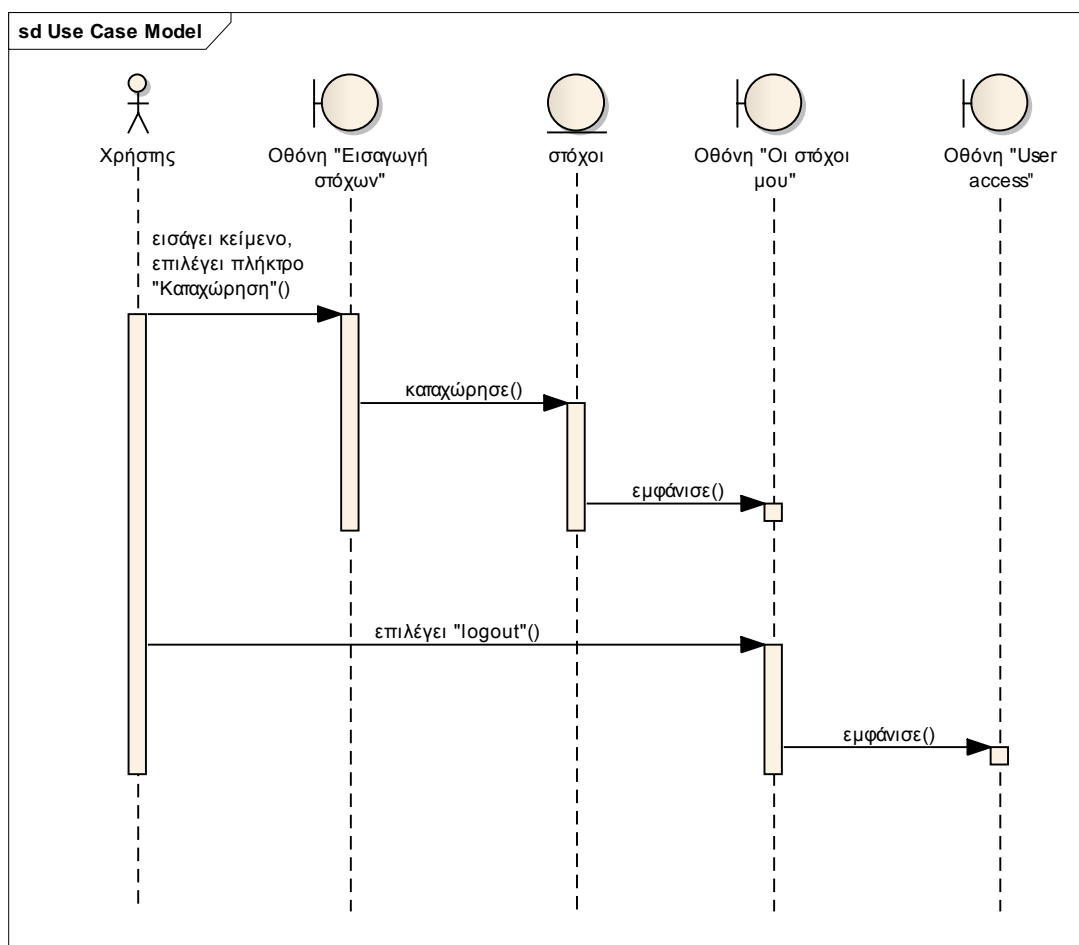 sd Use Case Model
Χρήστης
Οθόνη "Εισαγωγή
στόχων"
στόχοι
Οθόνη "Οι στόχοι
μου"
Οθόνη "User
access"
εισάγει κείμενο,
επιλέγει πλήκτρο
"Καταχώρηση"()
καταχώρησε()
εμφάνισε()
επιλέγει "logout"()
εμφάνισε()